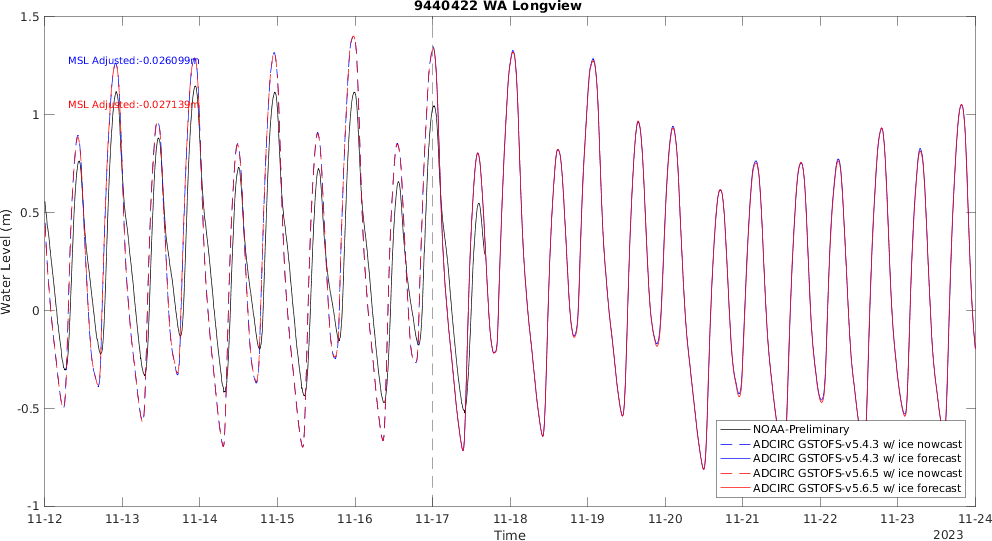 9440422 WA Longview
MSL Adjusted:-0.026099m
MSL Adjusted:-0.027139m
Water Level (m)
1.5
1
0.5
0
-0.5
-1
NOAA-Preliminary
ADCIRC GSTOFS-v5.4.3 w/ ice nowcast
ADCIRC GSTOFS-v5.4.3 w/ ice forecast
ADCIRC GSTOFS-v5.6.5 w/ ice nowcast
ADCIRC GSTOFS-v5.6.5 w/ ice forecast
11-12 11-13 11-14 11-15 11-16 11-17 11-18 11-19 11-20 11-21 11-22 11-23 11-24
Time
2023